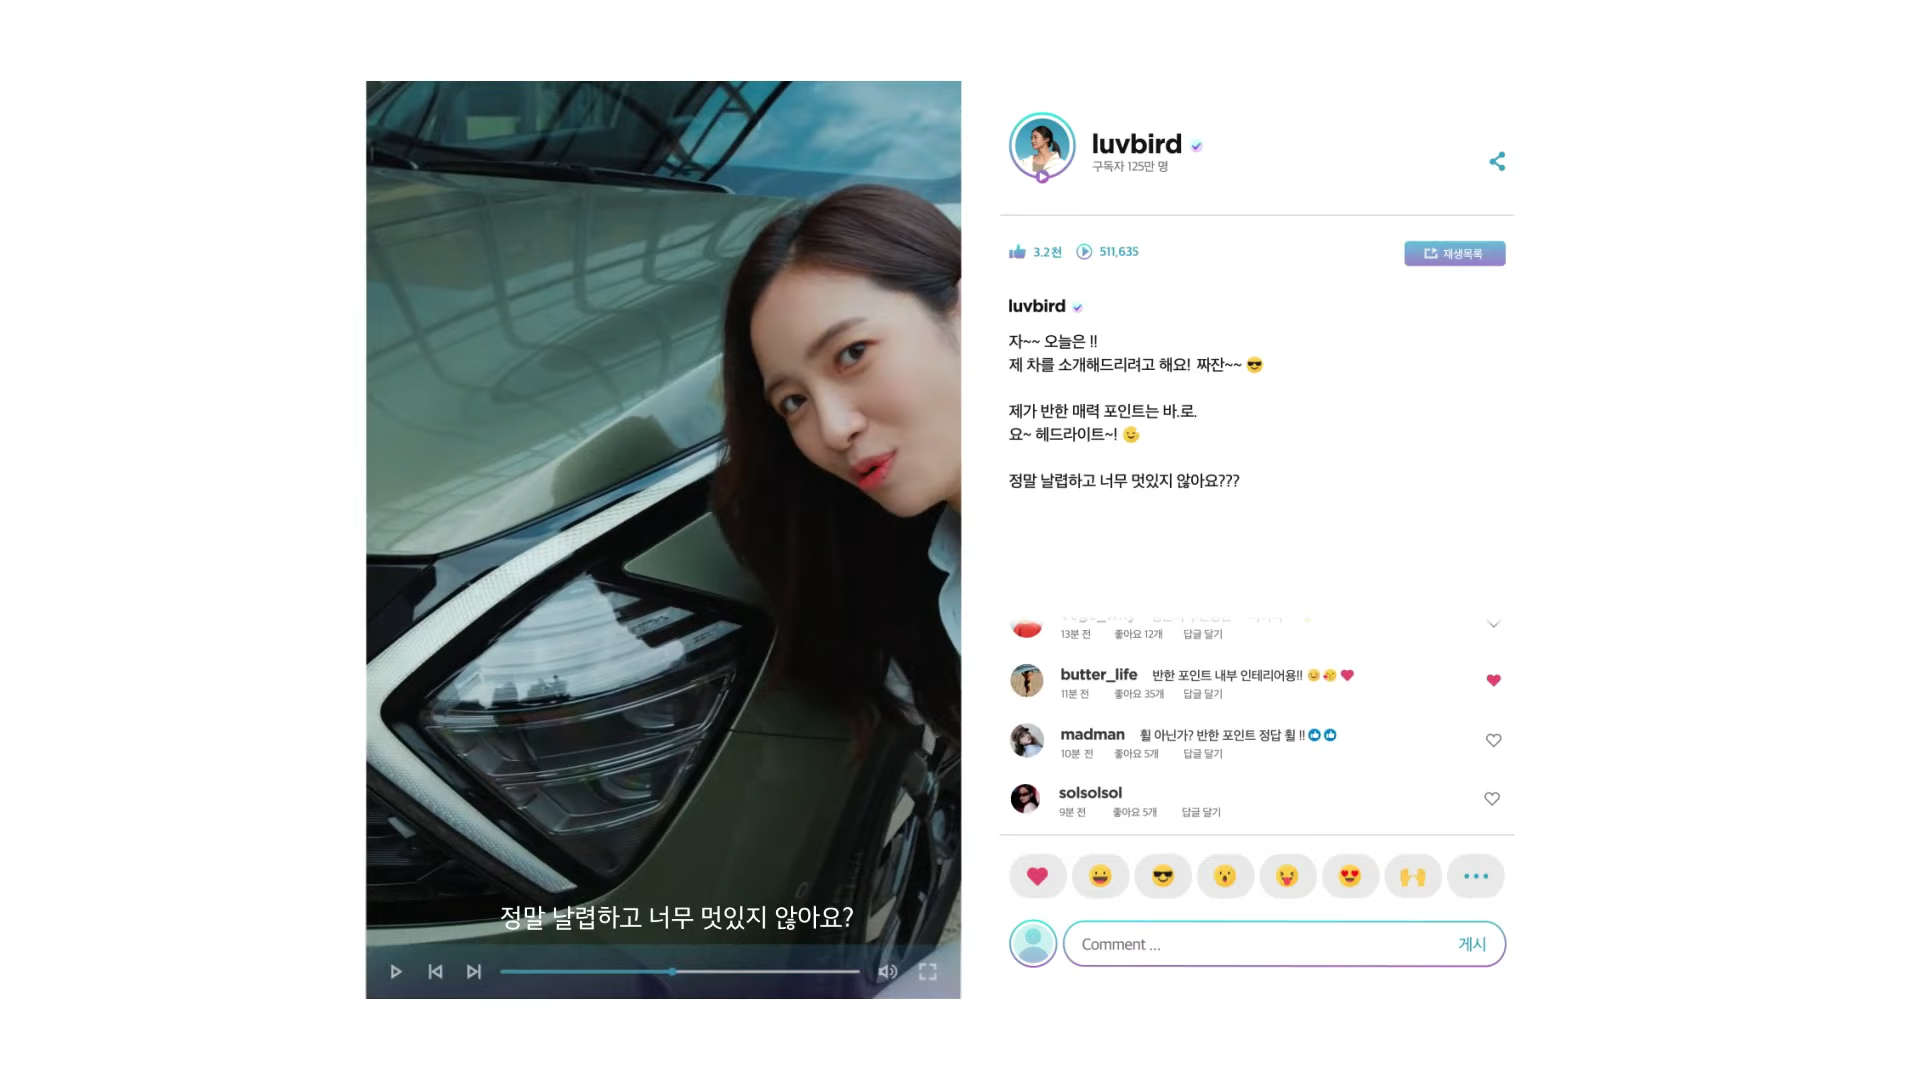 luvbird
구독자 125만 명
3.2천 511,635
재생목록
luvbird
자~~ 오늘은 !!
제 차를 소개해드리려고 해요! 짜잔~~ 😎
제가 반한 매력 포인트는 바.로.
요~ 헤드라이트~! 😉
정말 날렵하고 너무 멋있지 않아요???
13분 전 좋아요 12개 답글 달기
butter_life 반한 포인트 내부 인테리어용!! 😊😘❤
11분 전 좋아요 35개 답글 달기
madman 휠 아닌가? 반한 포인트 정답 휠 !! 👍👍
10분 전 좋아요 5개 답글 달기
solsolsol
9분 전 좋아요 5개 답글 달기
Comment ...
게시
정말 날렵하고 너무 멋있지 않아요?